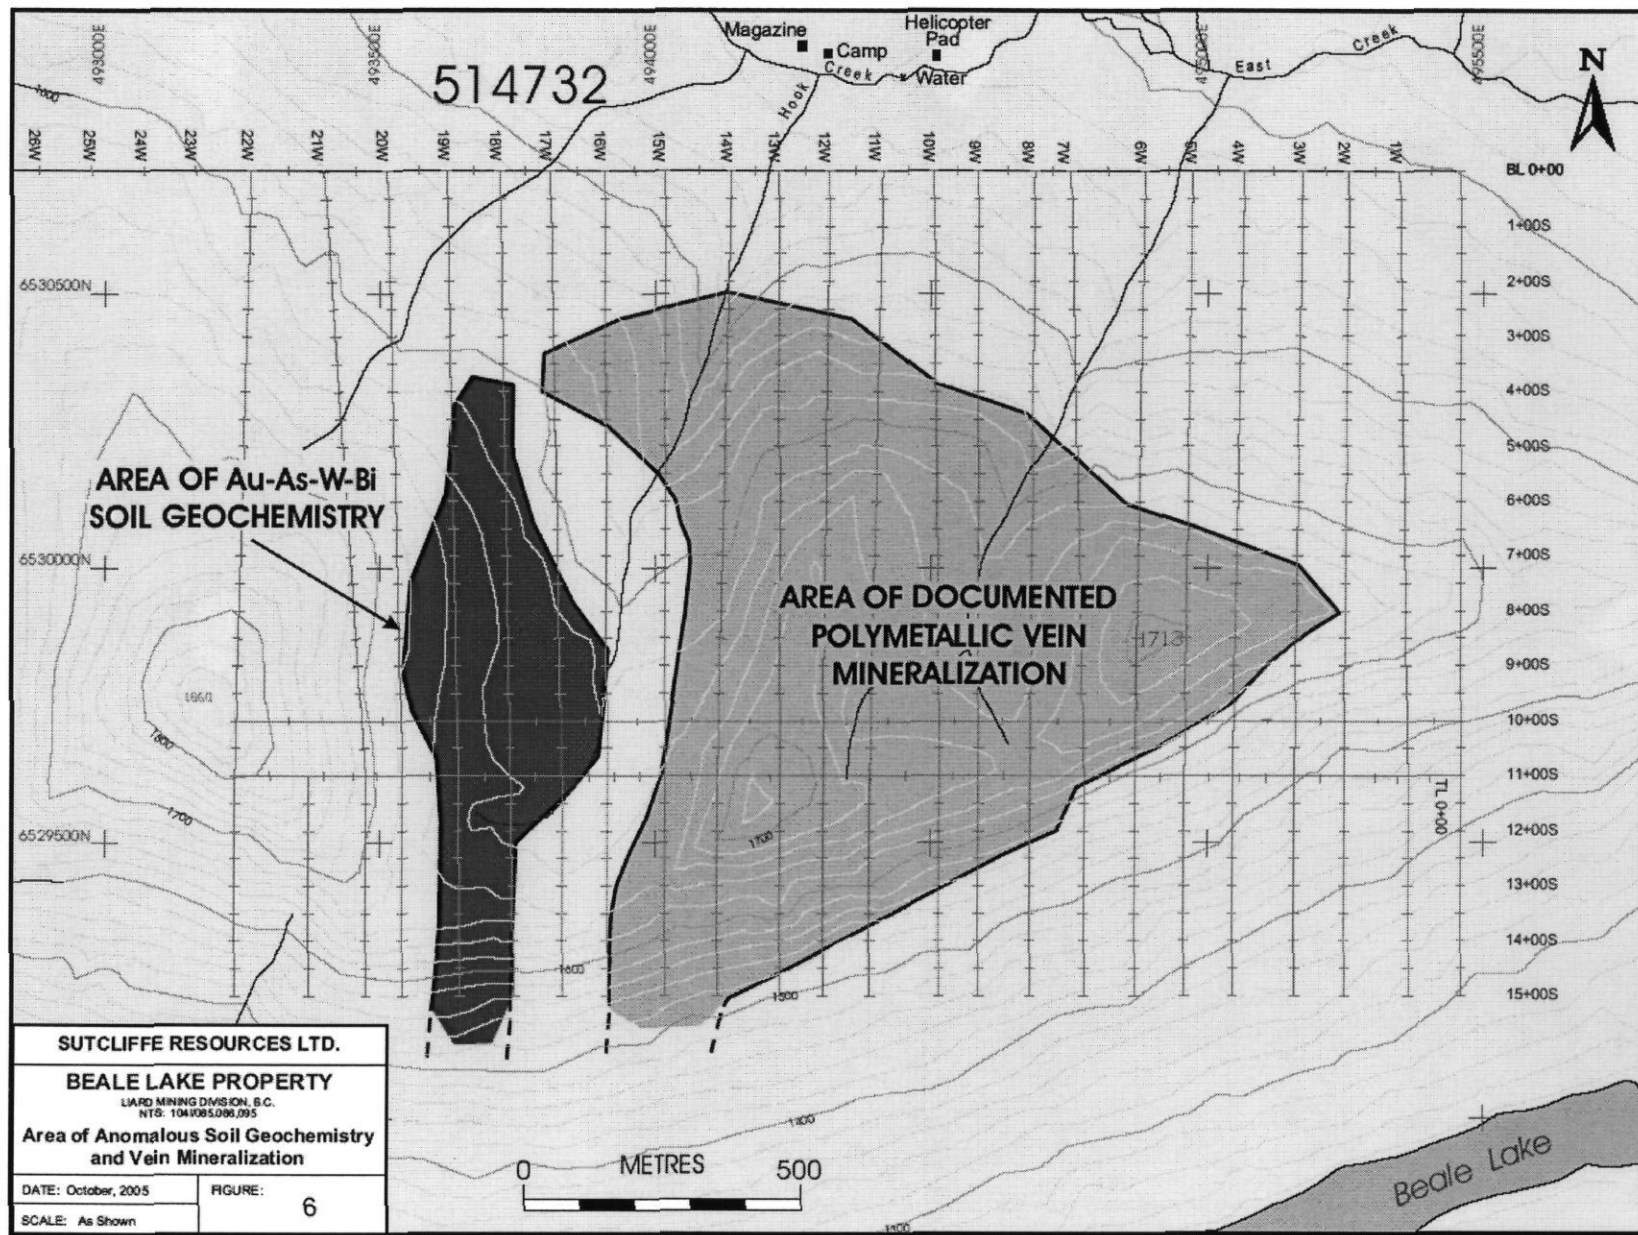 493000E
493500E
494000E
495000E
495500E
Magazine
Camp
Helicopter
Pad
Water
Hook
Creek
East
Creek
514732
N
1600
26W 25W 24W 23W 22W 21W 20W 19W 18W 17W 16W 15W 14W 13W 12W 11W 10W 9W 8W 7W 6W 5W 4W 3W 2W 1W
BL 0+00
1+00S
2+00S
3+00S
4+00S
5+00S
6+00S
7+00S
8+00S
9+00S
10+00S
11+00S
12+00S
13+00S
14+00S
15+00S
TL 0+00
6530500N
6530000N
6529500N
AREA OF Au-As-W-Bi
SOIL GEOCHEMISTRY
AREA OF DOCUMENTED
POLYMETALLIC VEIN
MINERALIZATION
1713
1800
1700
1700
1600
1500
Beale Lake
0 METRES 500
SUTCLIFFE RESOURCES LTD.
BEALE LAKE PROPERTY
LIARD MINING DIVISION, B.C.
Area of Anomalous Soil Geochemistry
and Vein Mineralization
DATE: October, 2005
FIGURE:
6
SCALE: As Shown